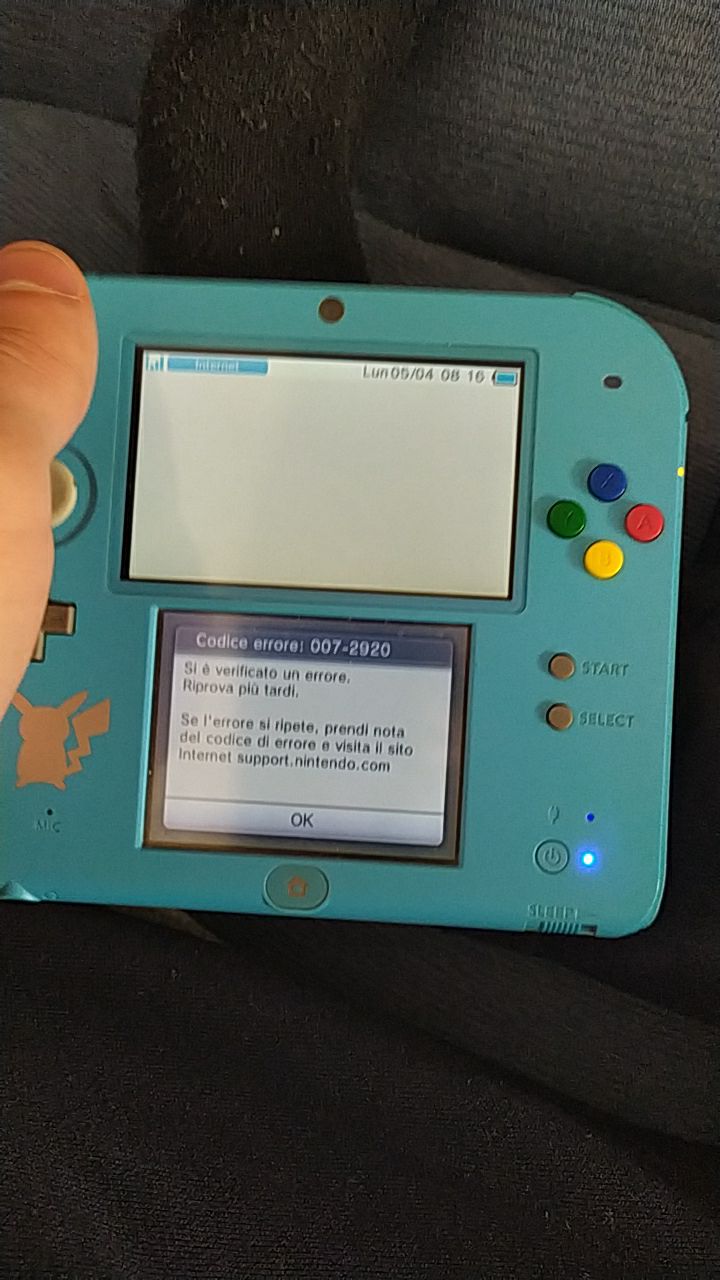 Internet
Lun 05/04 08 16
Y
A
B
Codice errore: 007-2920
Si è verificato un errore.
Riprova più tardi.
Se l'errore si ripete, prendi nota
del codice di errore e visita il sito
Internet support.nintendo.com
OK
START
SELECT
MIC
SLEEP